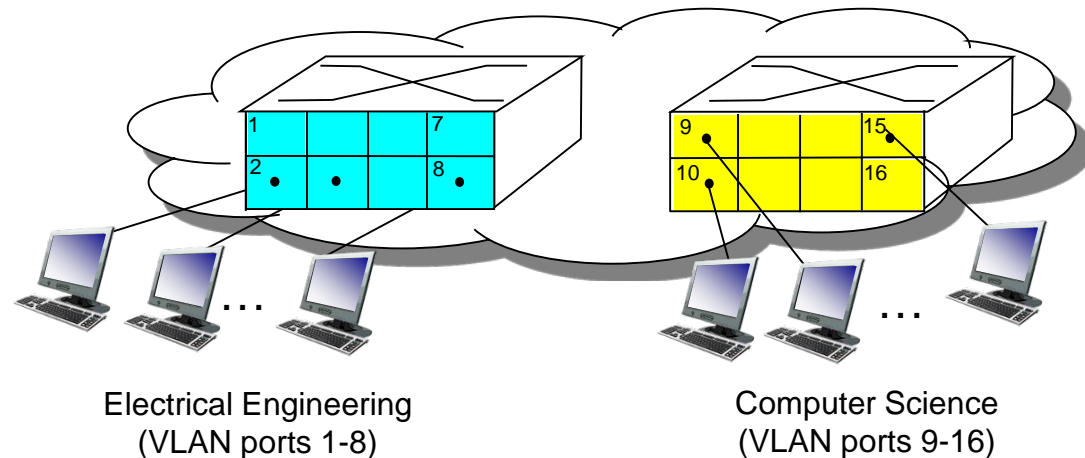 1 7
2 8
9 15
10 16
... ...
Electrical Engineering
(VLAN ports 1-8)
Computer Science
(VLAN ports 9-16)